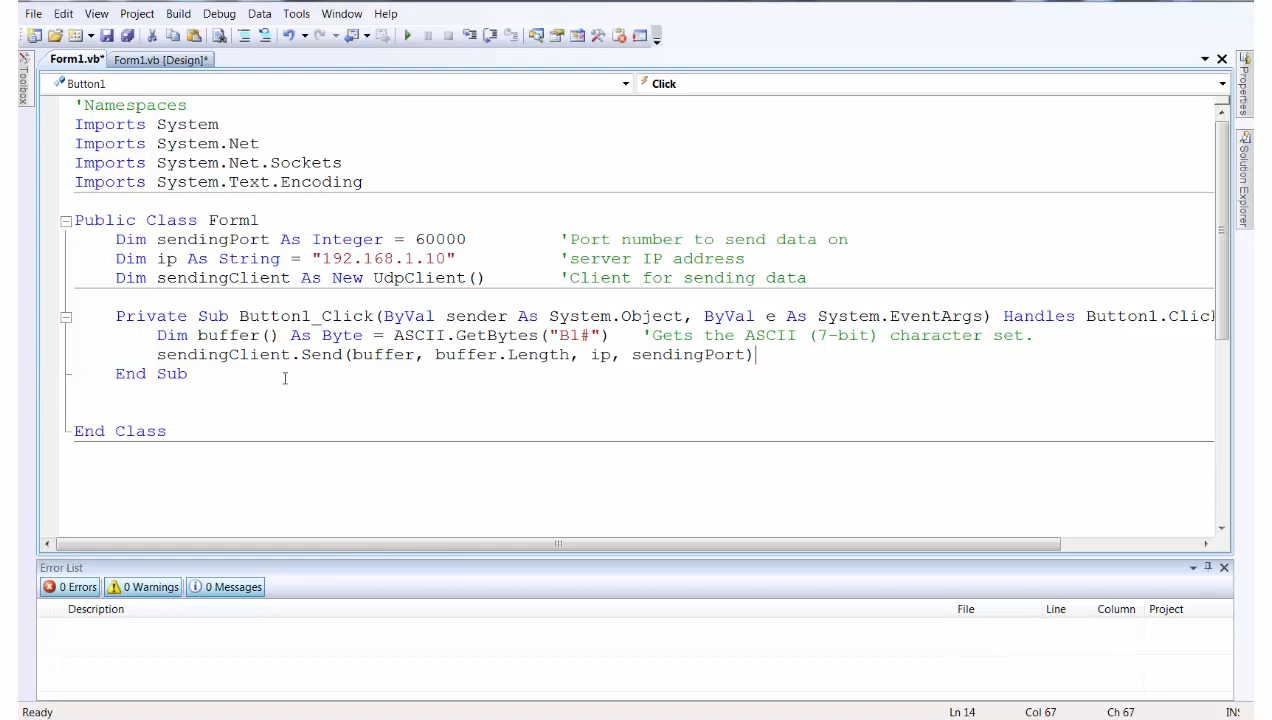 File Edit View Project Build Debug Data Tools Window Help
Form1.vb* Form1.vb [Design]*
Toolbox
Button1 Click
'Namespaces
Imports System
Imports System.Net
Imports System.Net.Sockets
Imports System.Text.Encoding
Public Class Form1
Dim sendingPort As Integer = 60000 'Port number to send data on
Dim ip As String = "192.168.1.10" 'server IP address
Dim sendingClient As New UdpClient() 'Client for sending data
Private Sub Button1_Click(ByVal sender As System.Object, ByVal e As System.EventArgs) Handles Button1.Click
Dim buffer() As Byte = ASCII.GetBytes("B1#") 'Gets the ASCII (7-bit) character set.
sendingClient.Send(buffer, buffer.Length, ip, sendingPort)
End Sub
End Class
Properties
Solution Explorer
Error List
0 Errors 0 Warnings 0 Messages
Description File Line Column Project
Ready Ln 14 Col 67 Ch 67 INS